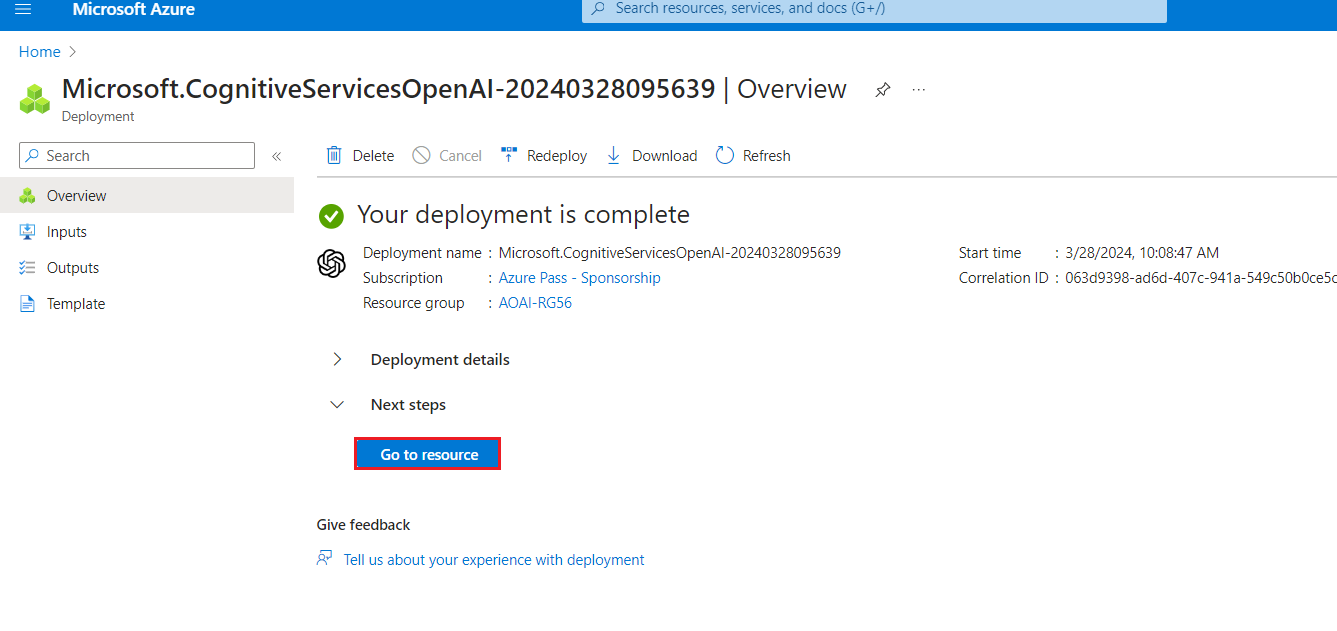 Microsoft Azure
Search resources, services, and docs (G+/)
Home
Microsoft.CognitiveServicesOpenAI-20240328095639 | Overview
Deployment
Search
Overview
Inputs
Outputs
Template
Delete
Cancel
Redeploy
Download
Refresh
Your deployment is complete
Deployment name : Microsoft.CognitiveServicesOpenAI-20240328095639
Subscription : Azure Pass - Sponsorship
Resource group : AOAI-RG56
Start time : 3/28/2024, 10:08:47 AM
Correlation ID : 063d9398-ad6d-407c-941a-549c50b0ce5c
Deployment details
Next steps
Go to resource
Give feedback
Tell us about your experience with deployment